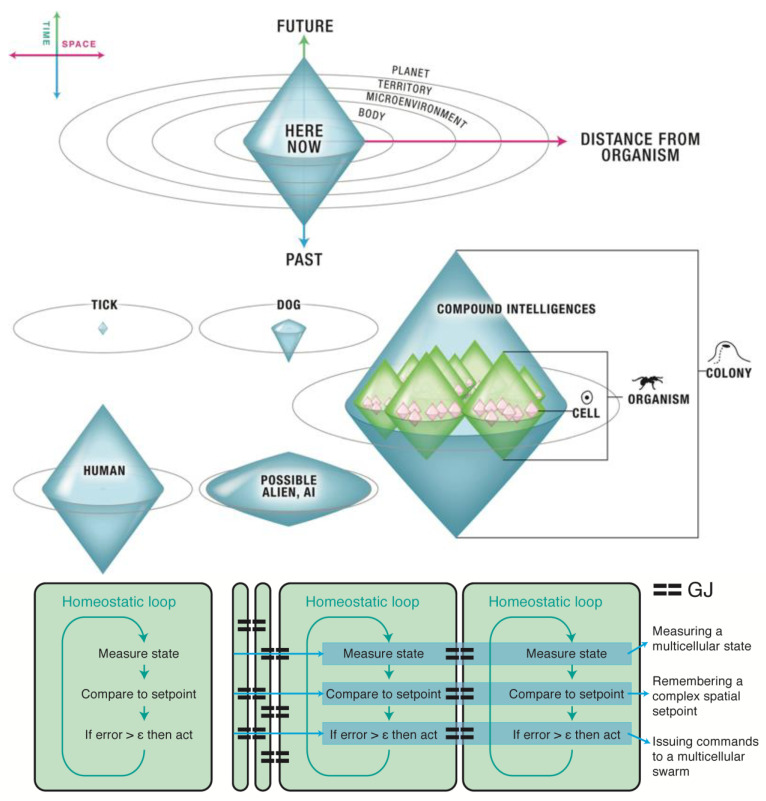 TIME
SPACE
FUTURE
PLANET
TERRITORY
MICROENVIRONMENT
BODY
HERE
NOW
DISTANCE FROM
ORGANISM
PAST
TICK
DOG
COMPOUND INTELLIGENCES
COLONY
ORGANISM
CELL
HUMAN
POSSIBLE
ALIEN, AI
GJ
Homeostatic loop
Measure state
Compare to setpoint
If error > ε then act
Homeostatic loop
Measure state
Compare to setpoint
If error > ε then act
Homeostatic loop
Measure state
Compare to setpoint
If error > ε then act
Measuring a
multicellular state
Remembering a
complex spatial
setpoint
Issuing commands
to a multicellular
swarm